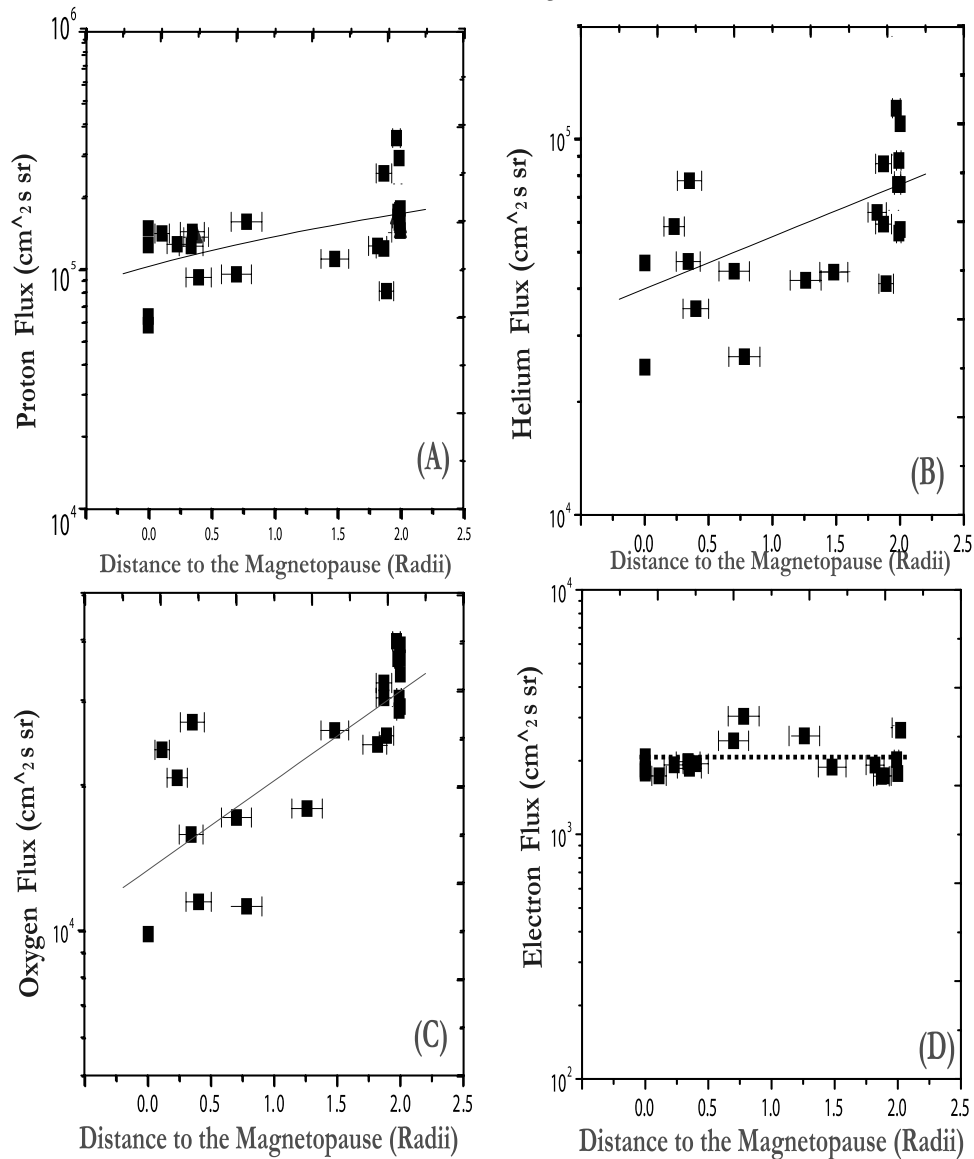 10^6
Proton Flux (cm^2 s sr)
10^5
10^4
(A)
0.0 0.5 1.0 1.5 2.0 2.5
Distance to the Magnetopause (Radii)
Helium Flux (cm^2 s sr)
10^5
10^4
(B)
0.0 0.5 1.0 1.5 2.0 2.5
Distance to the Magnetopause (Radii)
Oxygen Flux (cm^2 s sr)
10^4
(C)
0.0 0.5 1.0 1.5 2.0 2.5
Distance to the Magnetopause (Radii)
10^4
Electron Flux (cm^2 s sr)
10^3
10^2
(D)
0.0 0.5 1.0 1.5 2.0 2.5
Distance to the Magnetopause (Radii)